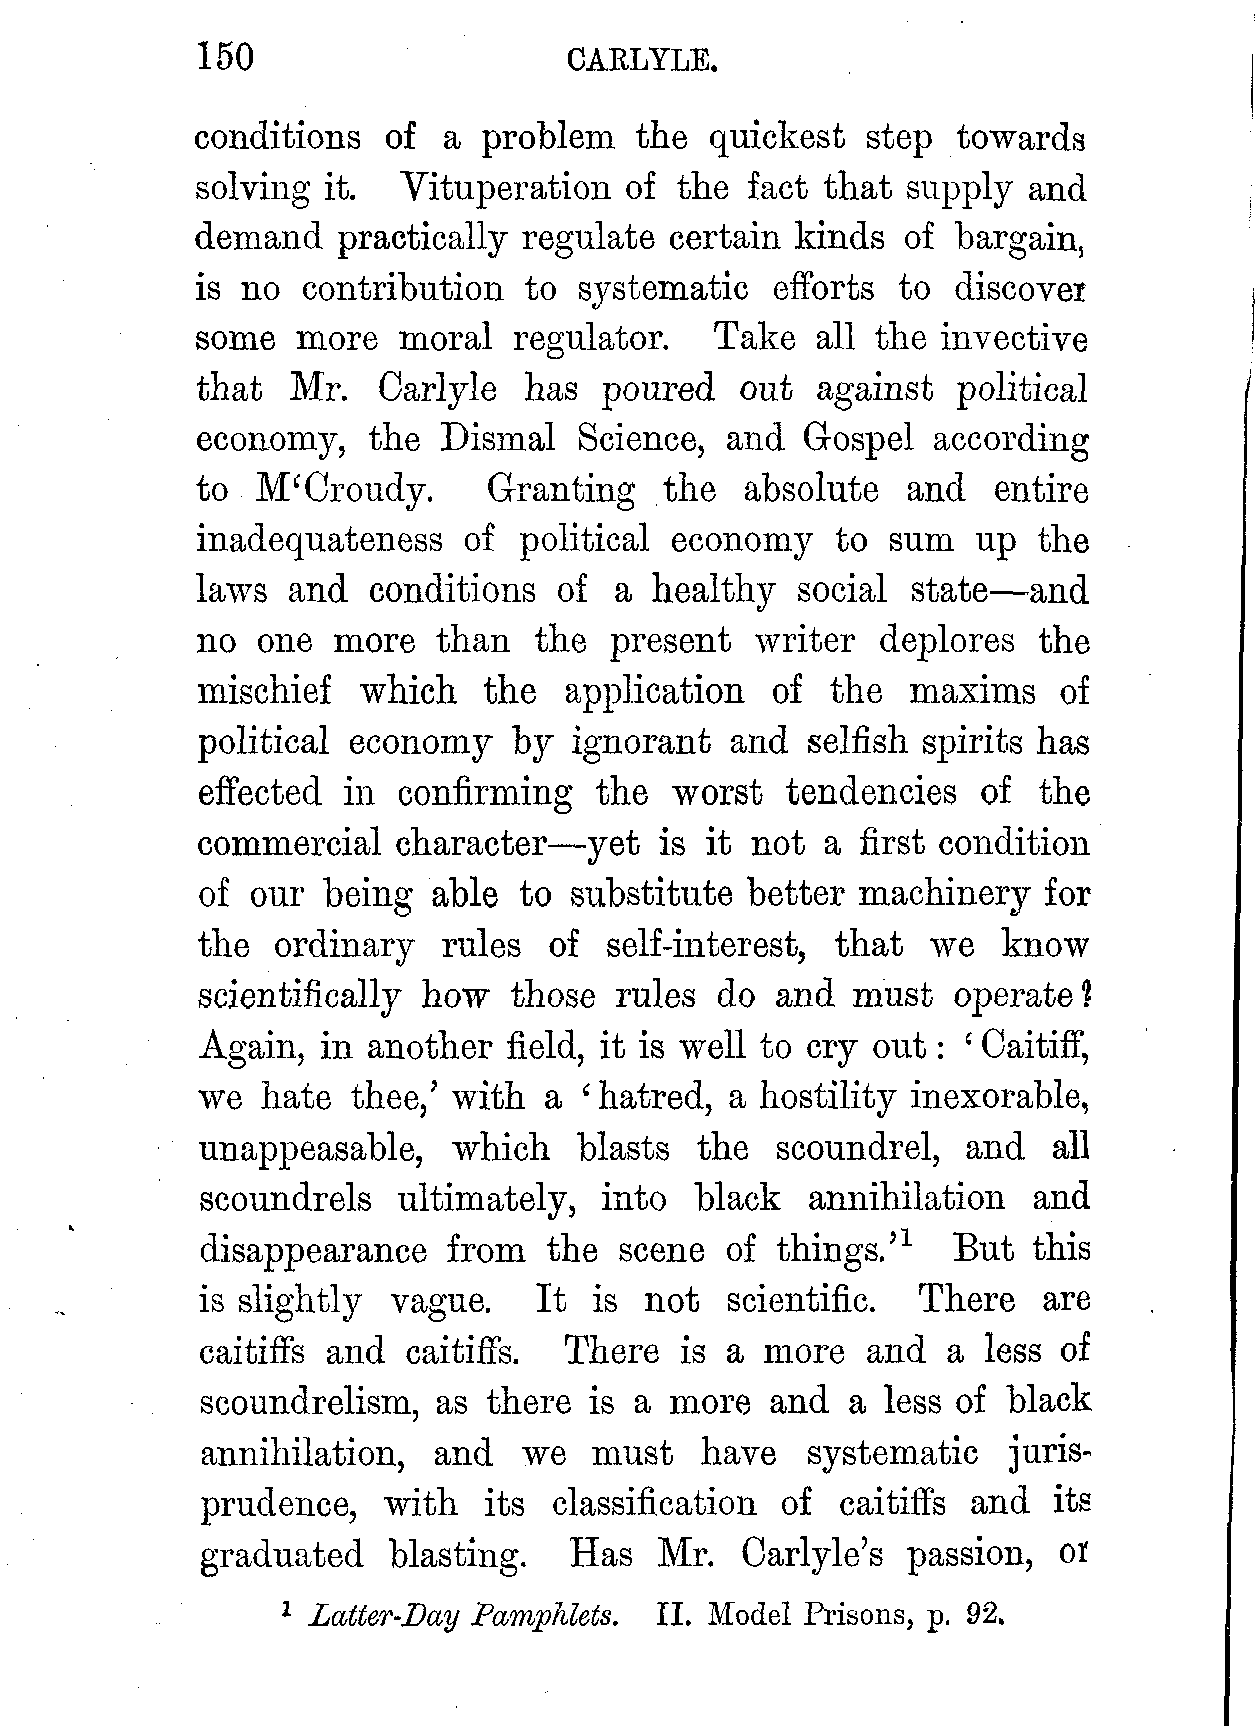 150 CARLYLE.
conditions of a problem the quickest step towards
solving it. Vituperation of the fact that supply and
demand practically regulate certain kinds of bargain,
is no contribution to systematic efforts to discover
some more moral regulator. Take all the invective
that Mr. Carlyle has poured out against political
economy, the Dismal Science, and Gospel according
to M‘Croudy. Granting the absolute and entire
inadequateness of political economy to sum up the
laws and conditions of a healthy social state—and
no one more than the present writer deplores the
mischief which the application of the maxims of
political economy by ignorant and selfish spirits has
effected in confirming the worst tendencies of the
commercial character—yet is it not a first condition
of our being able to substitute better machinery for
the ordinary rules of self-interest, that we know
scientifically how those rules do and must operate?
Again, in another field, it is well to cry out: ‘Caitiff,
we hate thee,’ with a ‘hatred, a hostility inexorable,
unappeasable, which blasts the scoundrel, and all
scoundrels ultimately, into black annihilation and
disappearance from the scene of things.’1 But this
is slightly vague. It is not scientific. There are
caitiffs and caitiffs. There is a more and a less of
scoundrelism, as there is a more and a less of black
annihilation, and we must have systematic juris-
prudence, with its classification of caitiffs and its
graduated blasting. Has Mr. Carlyle’s passion, or
1 Latter-Day Pamphlets. II. Model Prisons, p. 92.